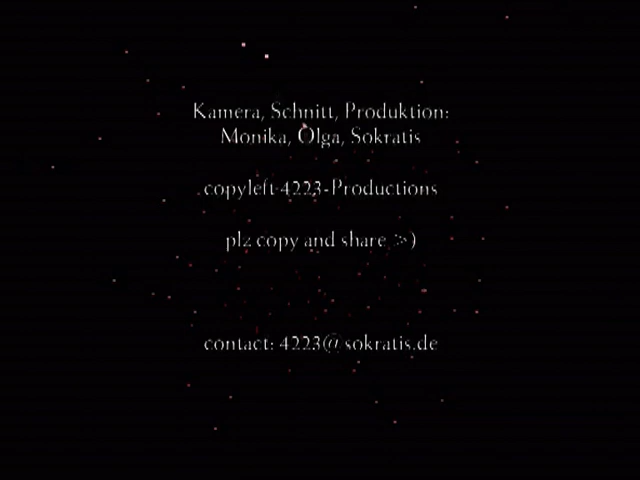 Kamera, Schnitt, Produktion:
Monika, Olga, Sokratis
copyleft 4223-Productions
plz copy and share :>)
contact: 4223@sokratis.de